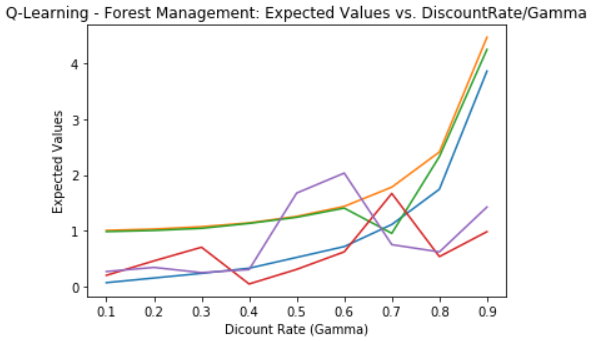 Q-Learning - Forest Management: Expected Values vs. DiscountRate/Gamma
Expected Values
4
3
2
1
0
0.1 0.2 0.3 0.4 0.5 0.6 0.7 0.8 0.9
Dicount Rate (Gamma)